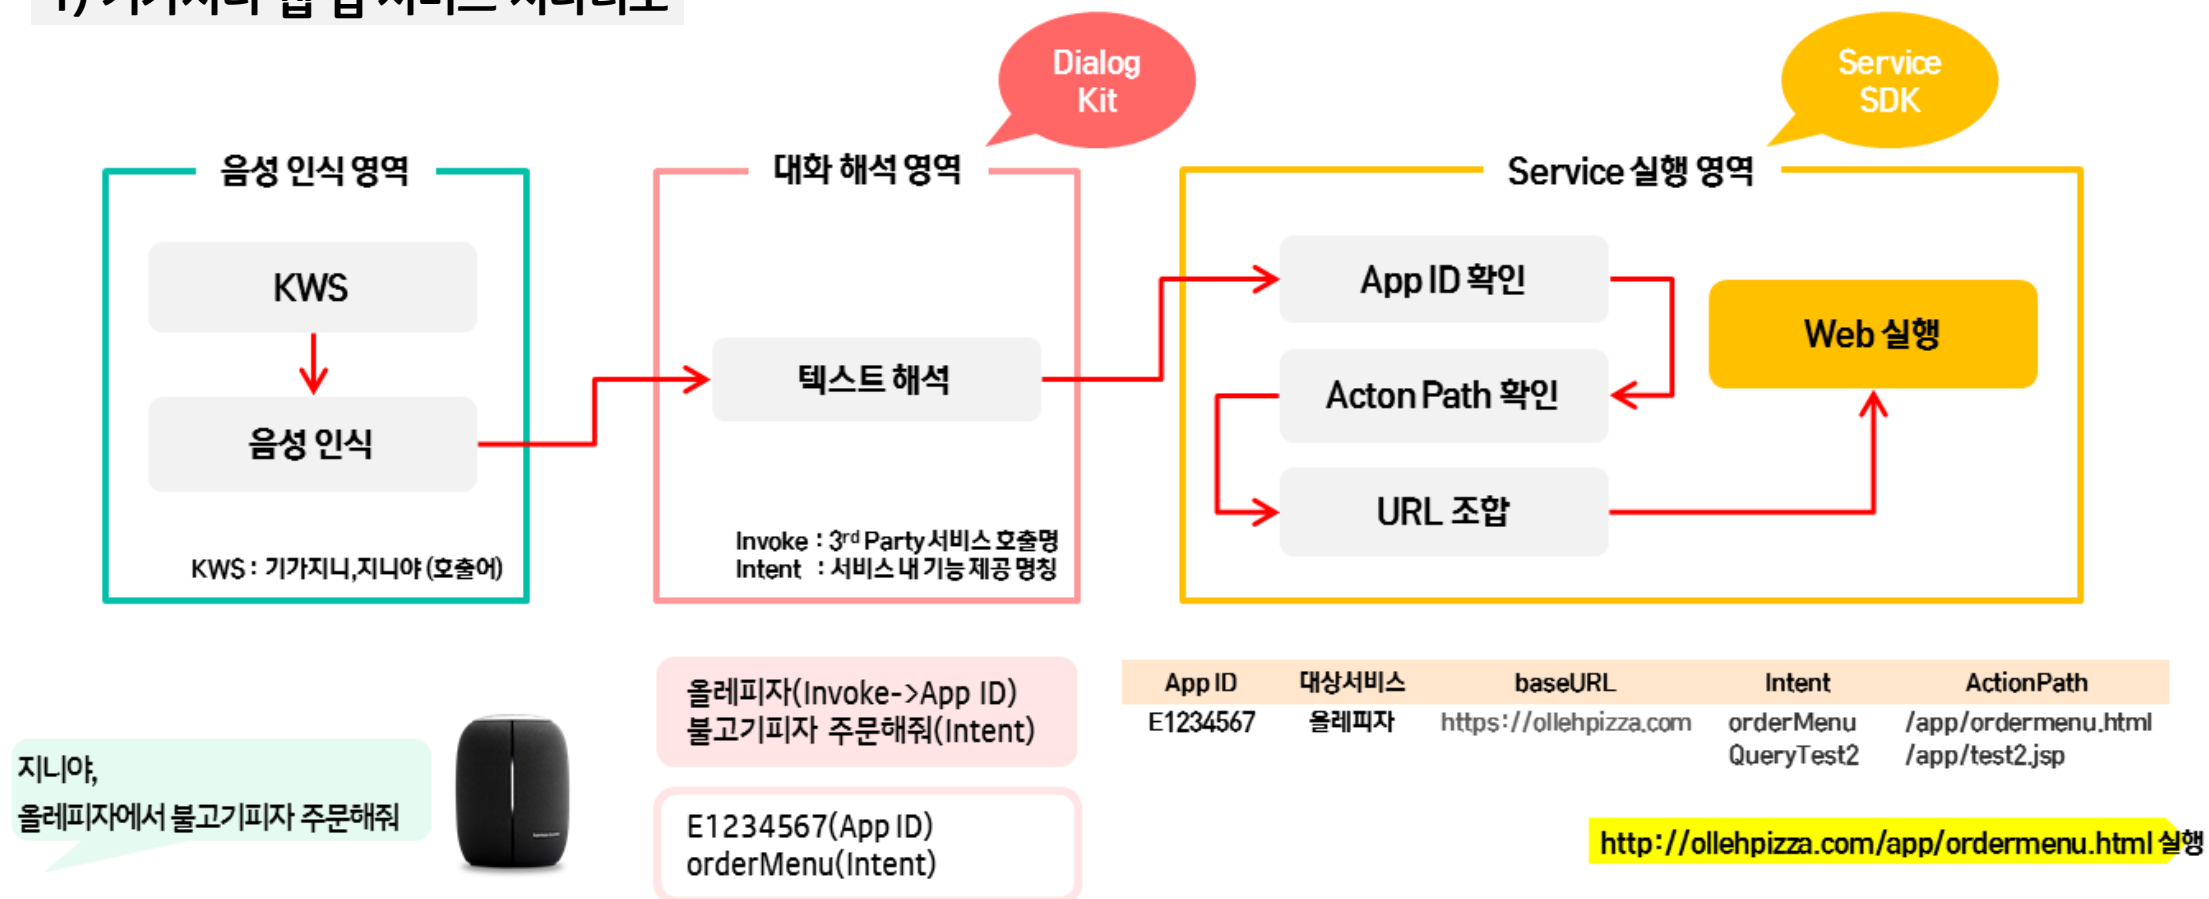 Dialog
Kit
Service
SDK
음성 인식 영역
대화 해석 영역
Service 실행 영역
KWS
음성 인식
KWS : 기가지니,지니야 (호출어)
텍스트 해석
Invoke : 3rd Party 서비스 호출명
Intent : 서비스 내 기능 제공 명칭
App ID 확인
Acton Path 확인
URL 조합
Web 실행
지니야,
올레피자에서 불고기피자 주문해줘
올레피자(Invoke->App ID)
불고기피자 주문해줘(Intent)
E1234567(App ID)
orderMenu(Intent)
App ID 대상서비스 baseURL Intent ActionPath
E1234567 올레피자 https://ollehpizza.com orderMenu /app/ordermenu.html
QueryTest2 /app/test2.jsp
http://ollehpizza.com/app/ordermenu.html 실행